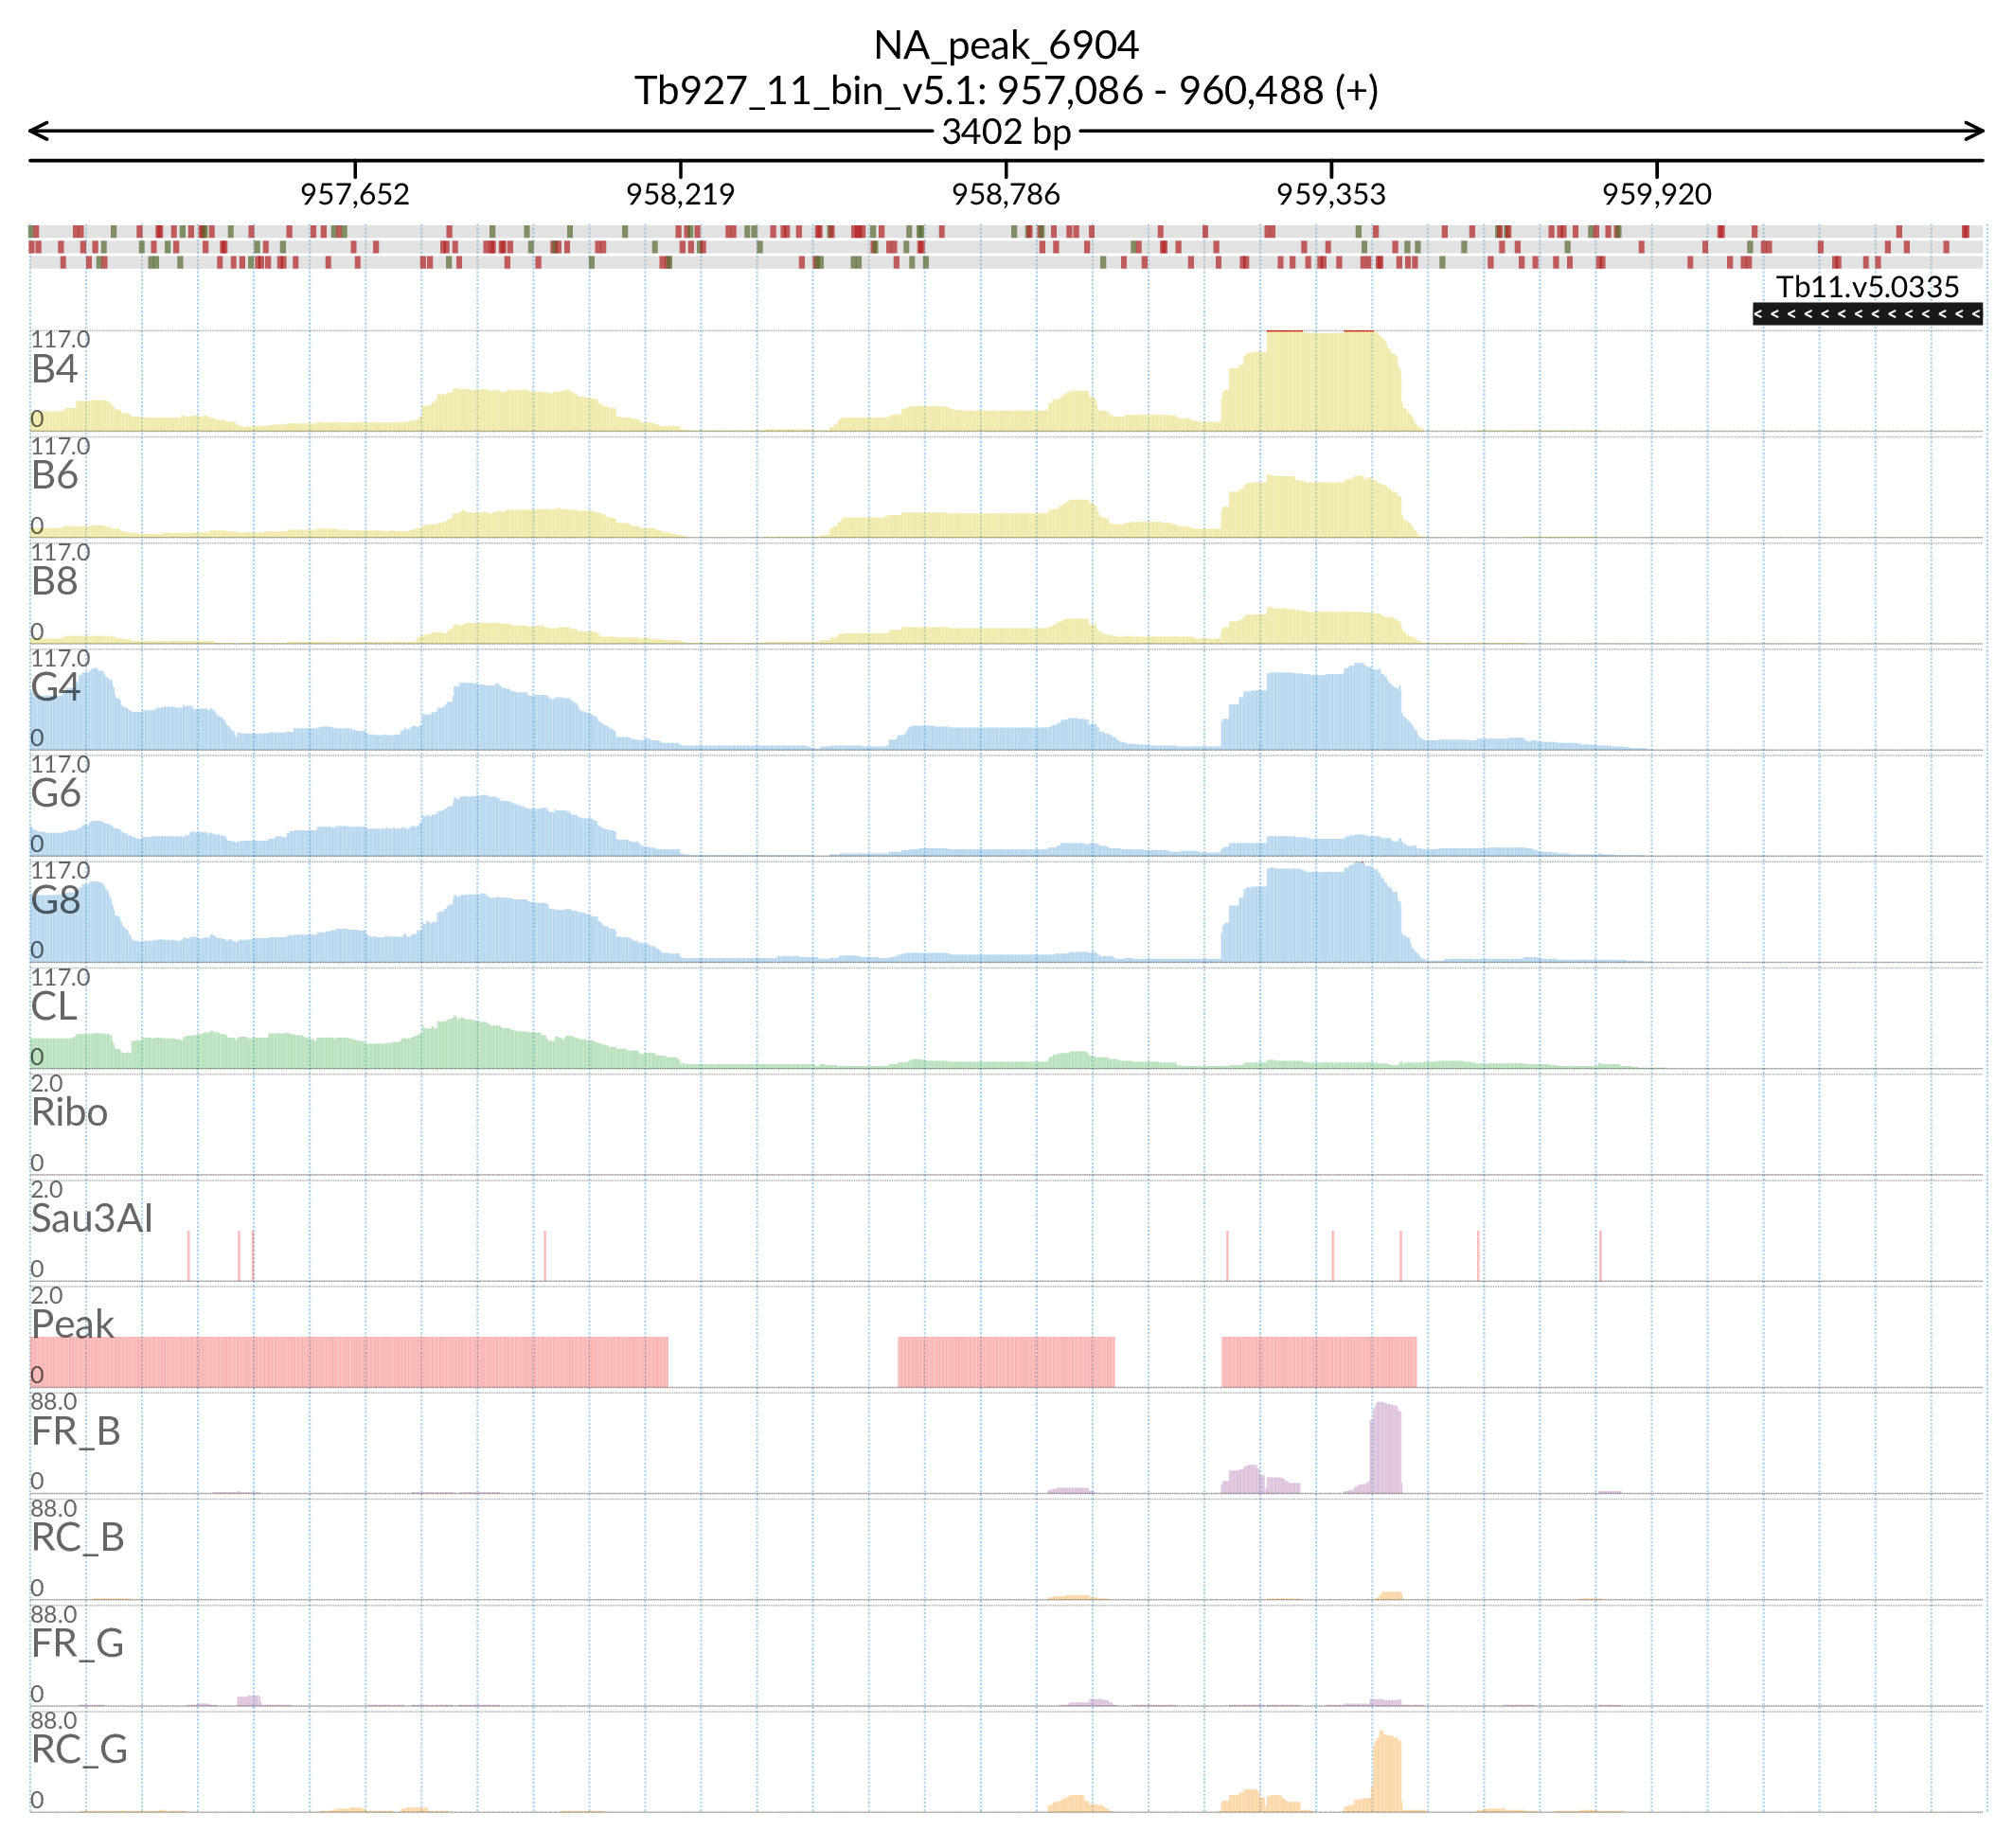 NA_peak_6904
Tb927_11_bin_v5.1: 957,086 - 960,488 (+)
3402 bp
957,652 958,219 958,786 959,353 959,920
Tb11.v5.0335
< < < < < < < < < < < < < <
117.0
B4
0
117.0
B6
0
117.0
B8
0
117.0
G4
0
117.0
G6
0
117.0
G8
0
117.0
CL
0
2.0
Ribo
0
2.0
Sau3AI
0
2.0
Peak
0
88.0
FR_B
0
88.0
RC_B
0
88.0
FR_G
0
88.0
RC_G
0